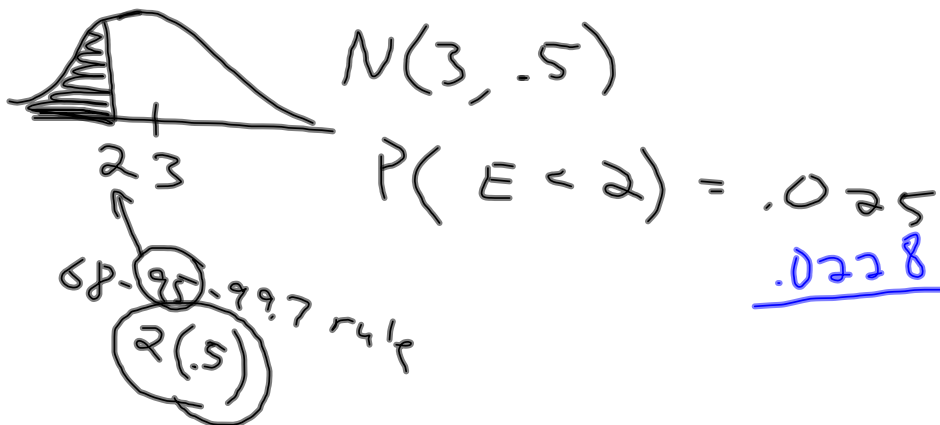 N(3, .5)
2 3
P( E < 2) = .025
.0228
68-95-99.7 rule
2(.5)